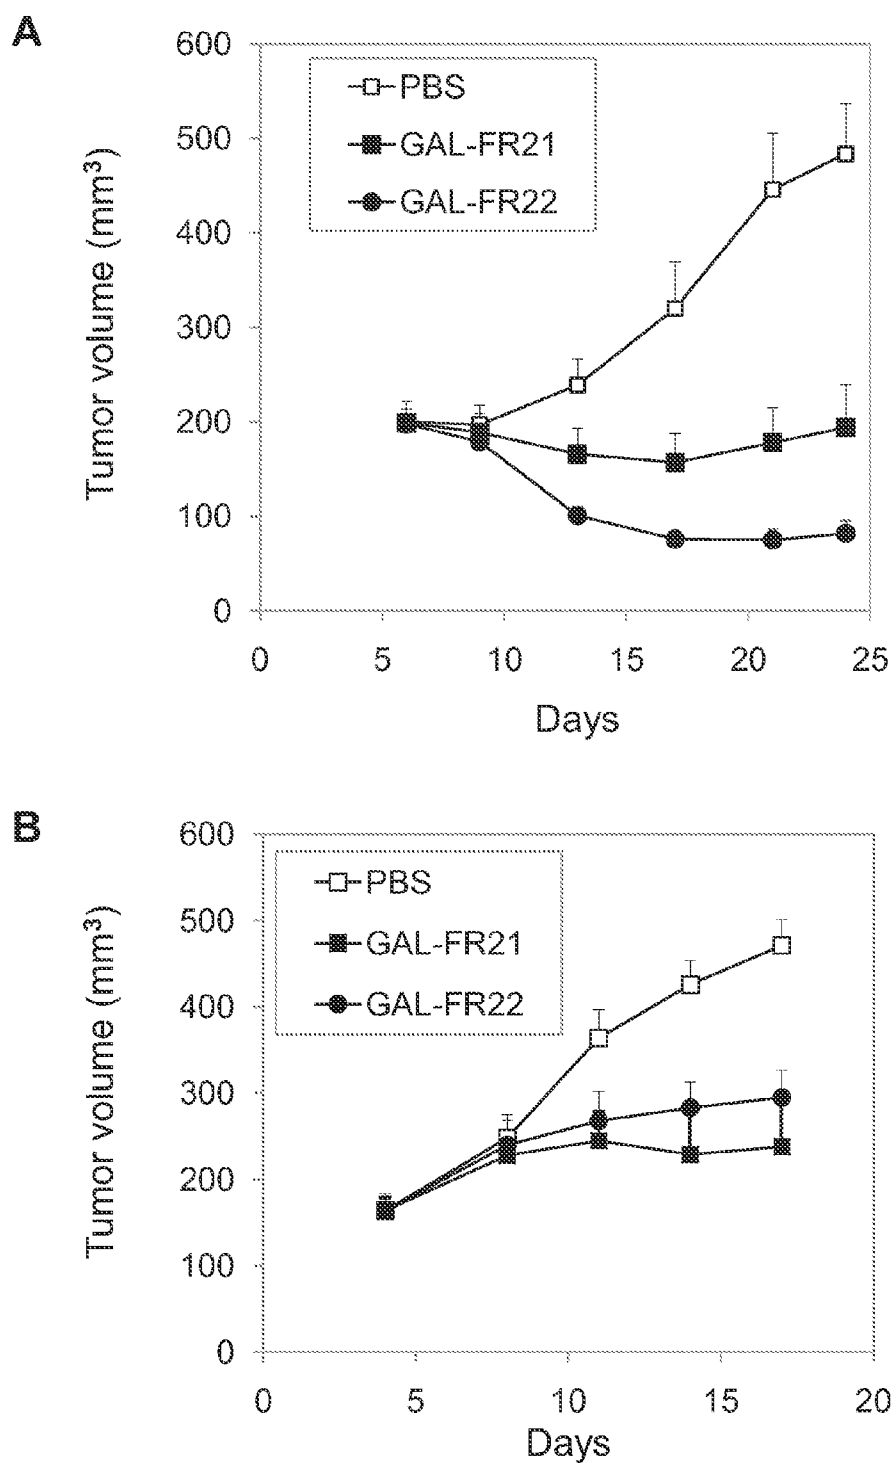 A
600
500
400
300
200
100
0
Tumor volume (mm³)
PBS
GAL-FR21
GAL-FR22
0 5 10 15 20 25
Days
B
600
500
400
300
200
100
0
Tumor volume (mm³)
PBS
GAL-FR21
GAL-FR22
0 5 10 15 20
Days